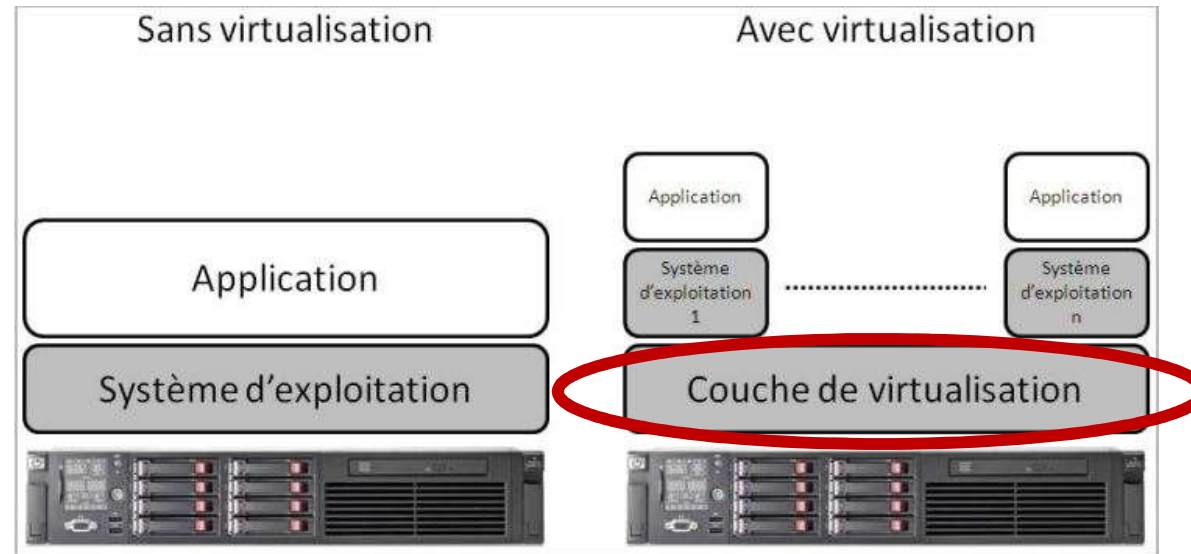 Sans virtualisation
Avec virtualisation
Application
Système d'exploitation
Application
Système
d'exploitation
1
Application
Système
d'exploitation
n
Couche de virtualisation